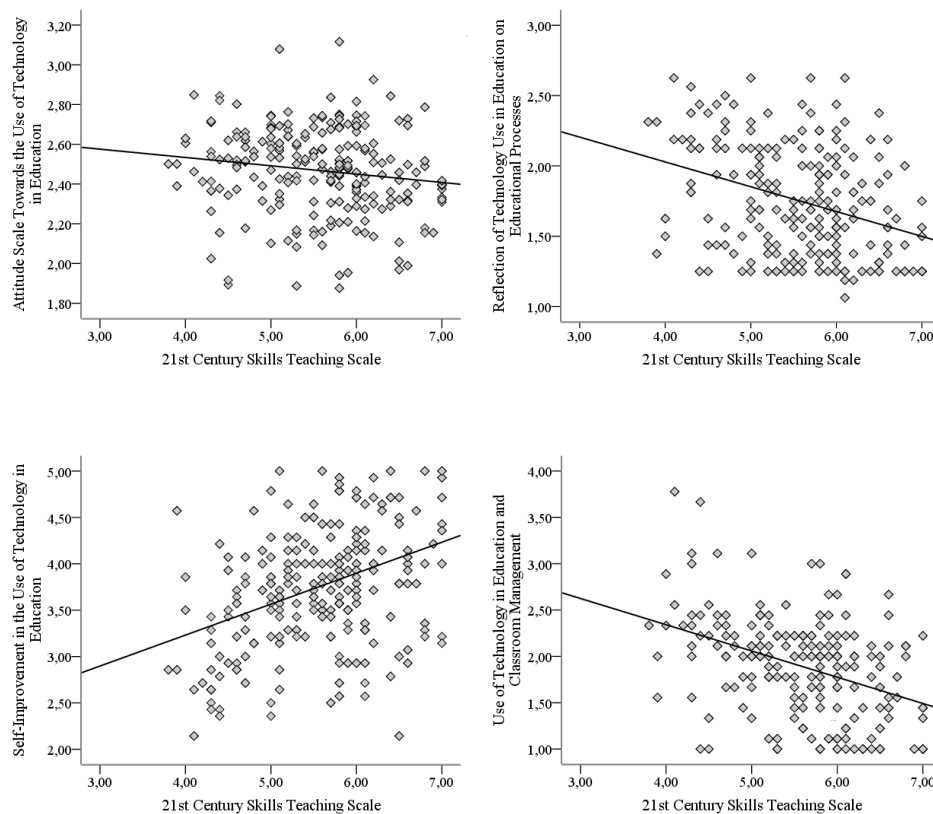 Attitude Scale Towards the Use of Technology
in Education
3,20
3,00
2,80
2,60
2,40
2,20
2,00
1,80
3,00 4,00 5,00 6,00 7,00
21st Century Skills Teaching Scale
Reflection of Technology Use in Education on
Educational Processes
3,00
2,50
2,00
1,50
1,00
3,00 4,00 5,00 6,00 7,00
21st Century Skills Teaching Scale
Self-Improvement in the Use of Technology in
Education
5,00
4,50
4,00
3,50
3,00
2,50
2,00
3,00 4,00 5,00 6,00 7,00
21st Century Skills Teaching Scale
Use of Technology in Education and
Classroom Management
4,00
3,50
3,00
2,50
2,00
1,50
1,00
3,00 4,00 5,00 6,00 7,00
21st Century Skills Teaching Scale